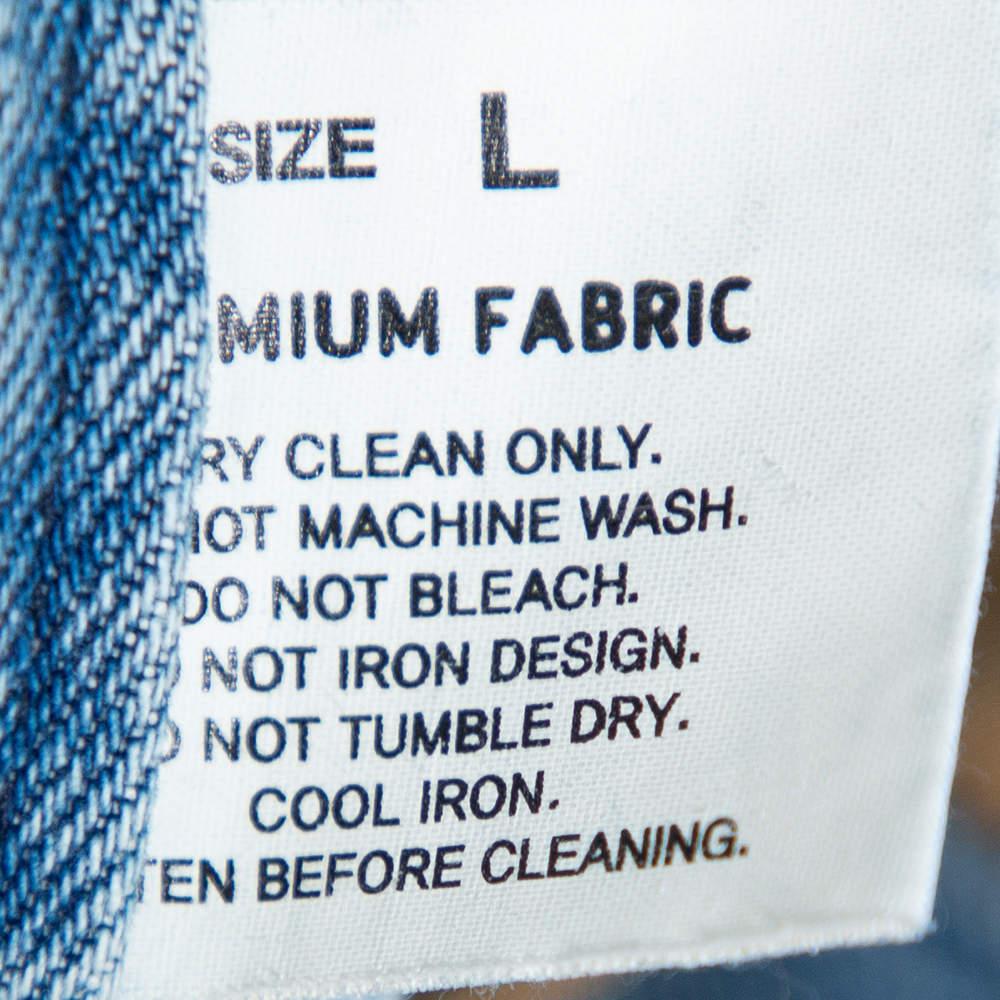 SIZE L
MIUM FABRIC
RY CLEAN ONLY.
NOT MACHINE WASH.
DO NOT BLEACH.
NOT IRON DESIGN.
NOT TUMBLE DRY.
COOL IRON.
TEN BEFORE CLEANING.